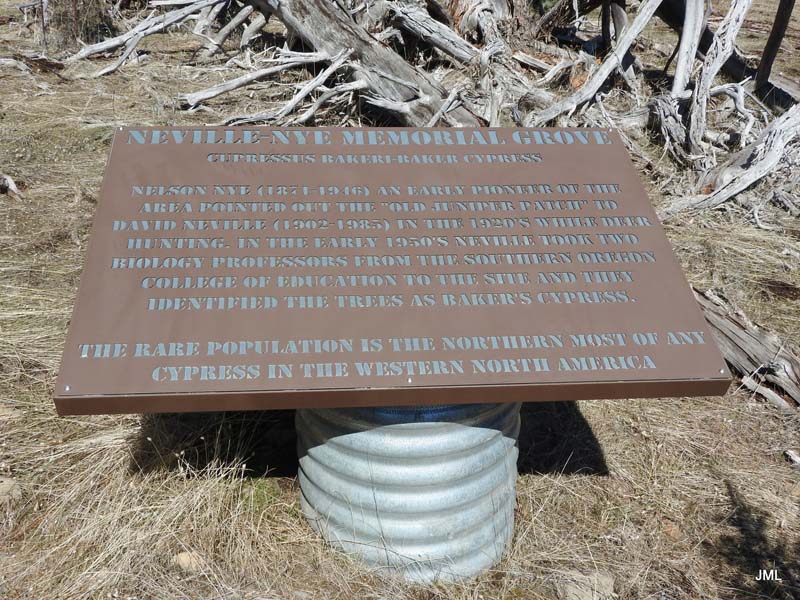 NEVILLE-NYE MEMORIAL GROVE
CUPRESSUS BAKERI-BAKER CYPRESS
NELSON NYE (1871-1946) AN EARLY PIONEER OF THE
AREA POINTED OUT THE "OLD JUNIPER PATCH" TO
DAVID NEVILLE (1902-1985) IN THE 1920'S WHILE DEER
HUNTING. IN THE EARLY 1950'S NEVILLE TOOK TWO
BIOLOGY PROFESSORS FROM THE SOUTHERN OREGON
COLLEGE OF EDUCATION TO THE SITE AND THEY
IDENTIFIED THE TREES AS BAKER'S CYPRESS.
THE RARE POPULATION IS THE NORTHERN MOST OF ANY
CYPRESS IN THE WESTERN NORTH AMERICA
JML